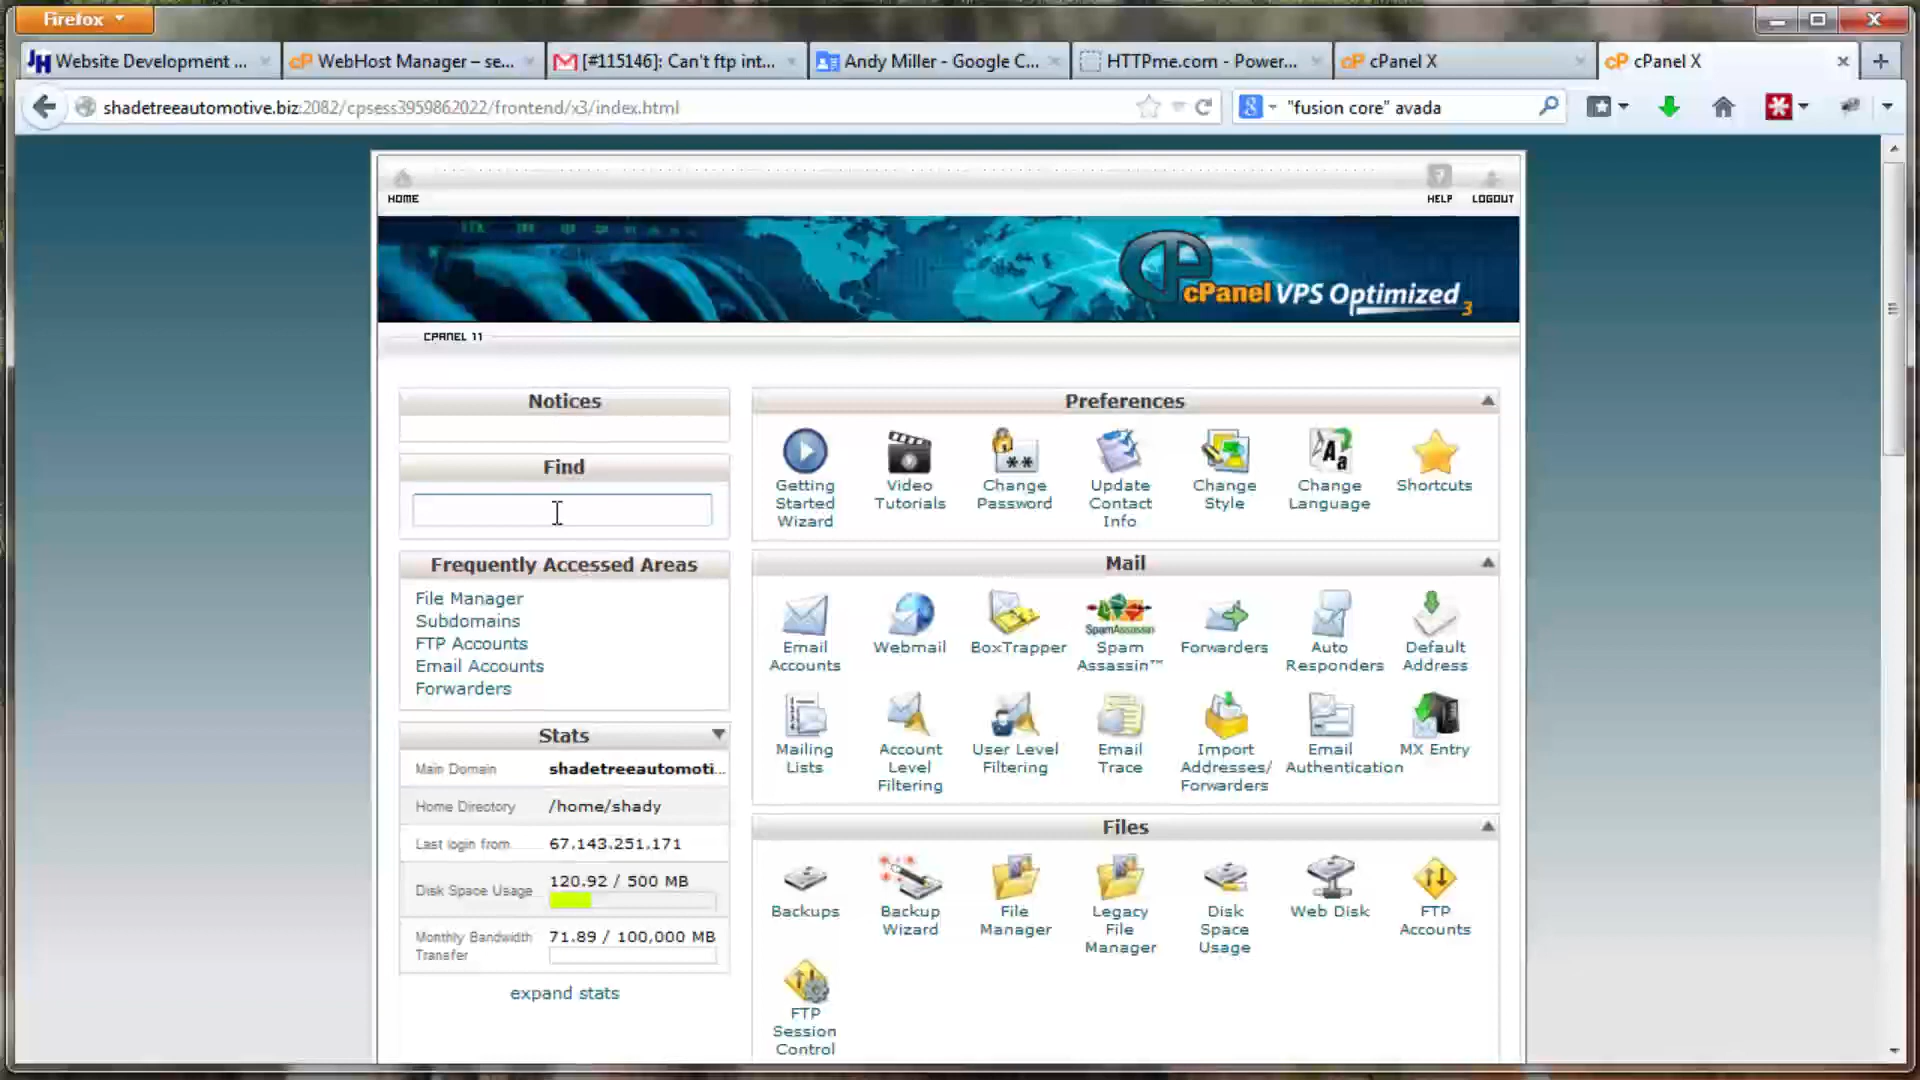 Firefox
Website Development ...
cP WebHost Manager – se...
[#115146]: Can't ftp int...
Andy Miller - Google C...
HTTPme.com - Power...
cP cPanel X
cP cPanel X
shadetreeautomotive.biz:2082/cpsess3959862022/frontend/x3/index.html
"fusion core" avada
HOME
HELP
LOGOUT
cPanel VPS Optimized 3
CPANEL 11
Notices
Find
Frequently Accessed Areas
File Manager
Subdomains
FTP Accounts
Email Accounts
Forwarders
Stats
Main Domain shadetreeautomoti...
Home Directory /home/shady
Last login from 67.143.251.171
Disk Space Usage 120.92 / 500 MB
Monthly Bandwidth Transfer 71.89 / 100,000 MB
expand stats
Preferences
Getting Started Wizard
Video Tutorials
Change Password
Update Contact Info
Change Style
Change Language
Shortcuts
Mail
Email Accounts
Webmail
BoxTrapper
SpamAssassin
Spam Assassin™
Forwarders
Auto Responders
Default Address
Mailing Lists
Account Level Filtering
User Level Filtering
Email Trace
Import Addresses/ Forwarders
Email Authentication
MX Entry
Files
Backups
Backup Wizard
File Manager
Legacy File Manager
Disk Space Usage
Web Disk
FTP Accounts
FTP Session Control